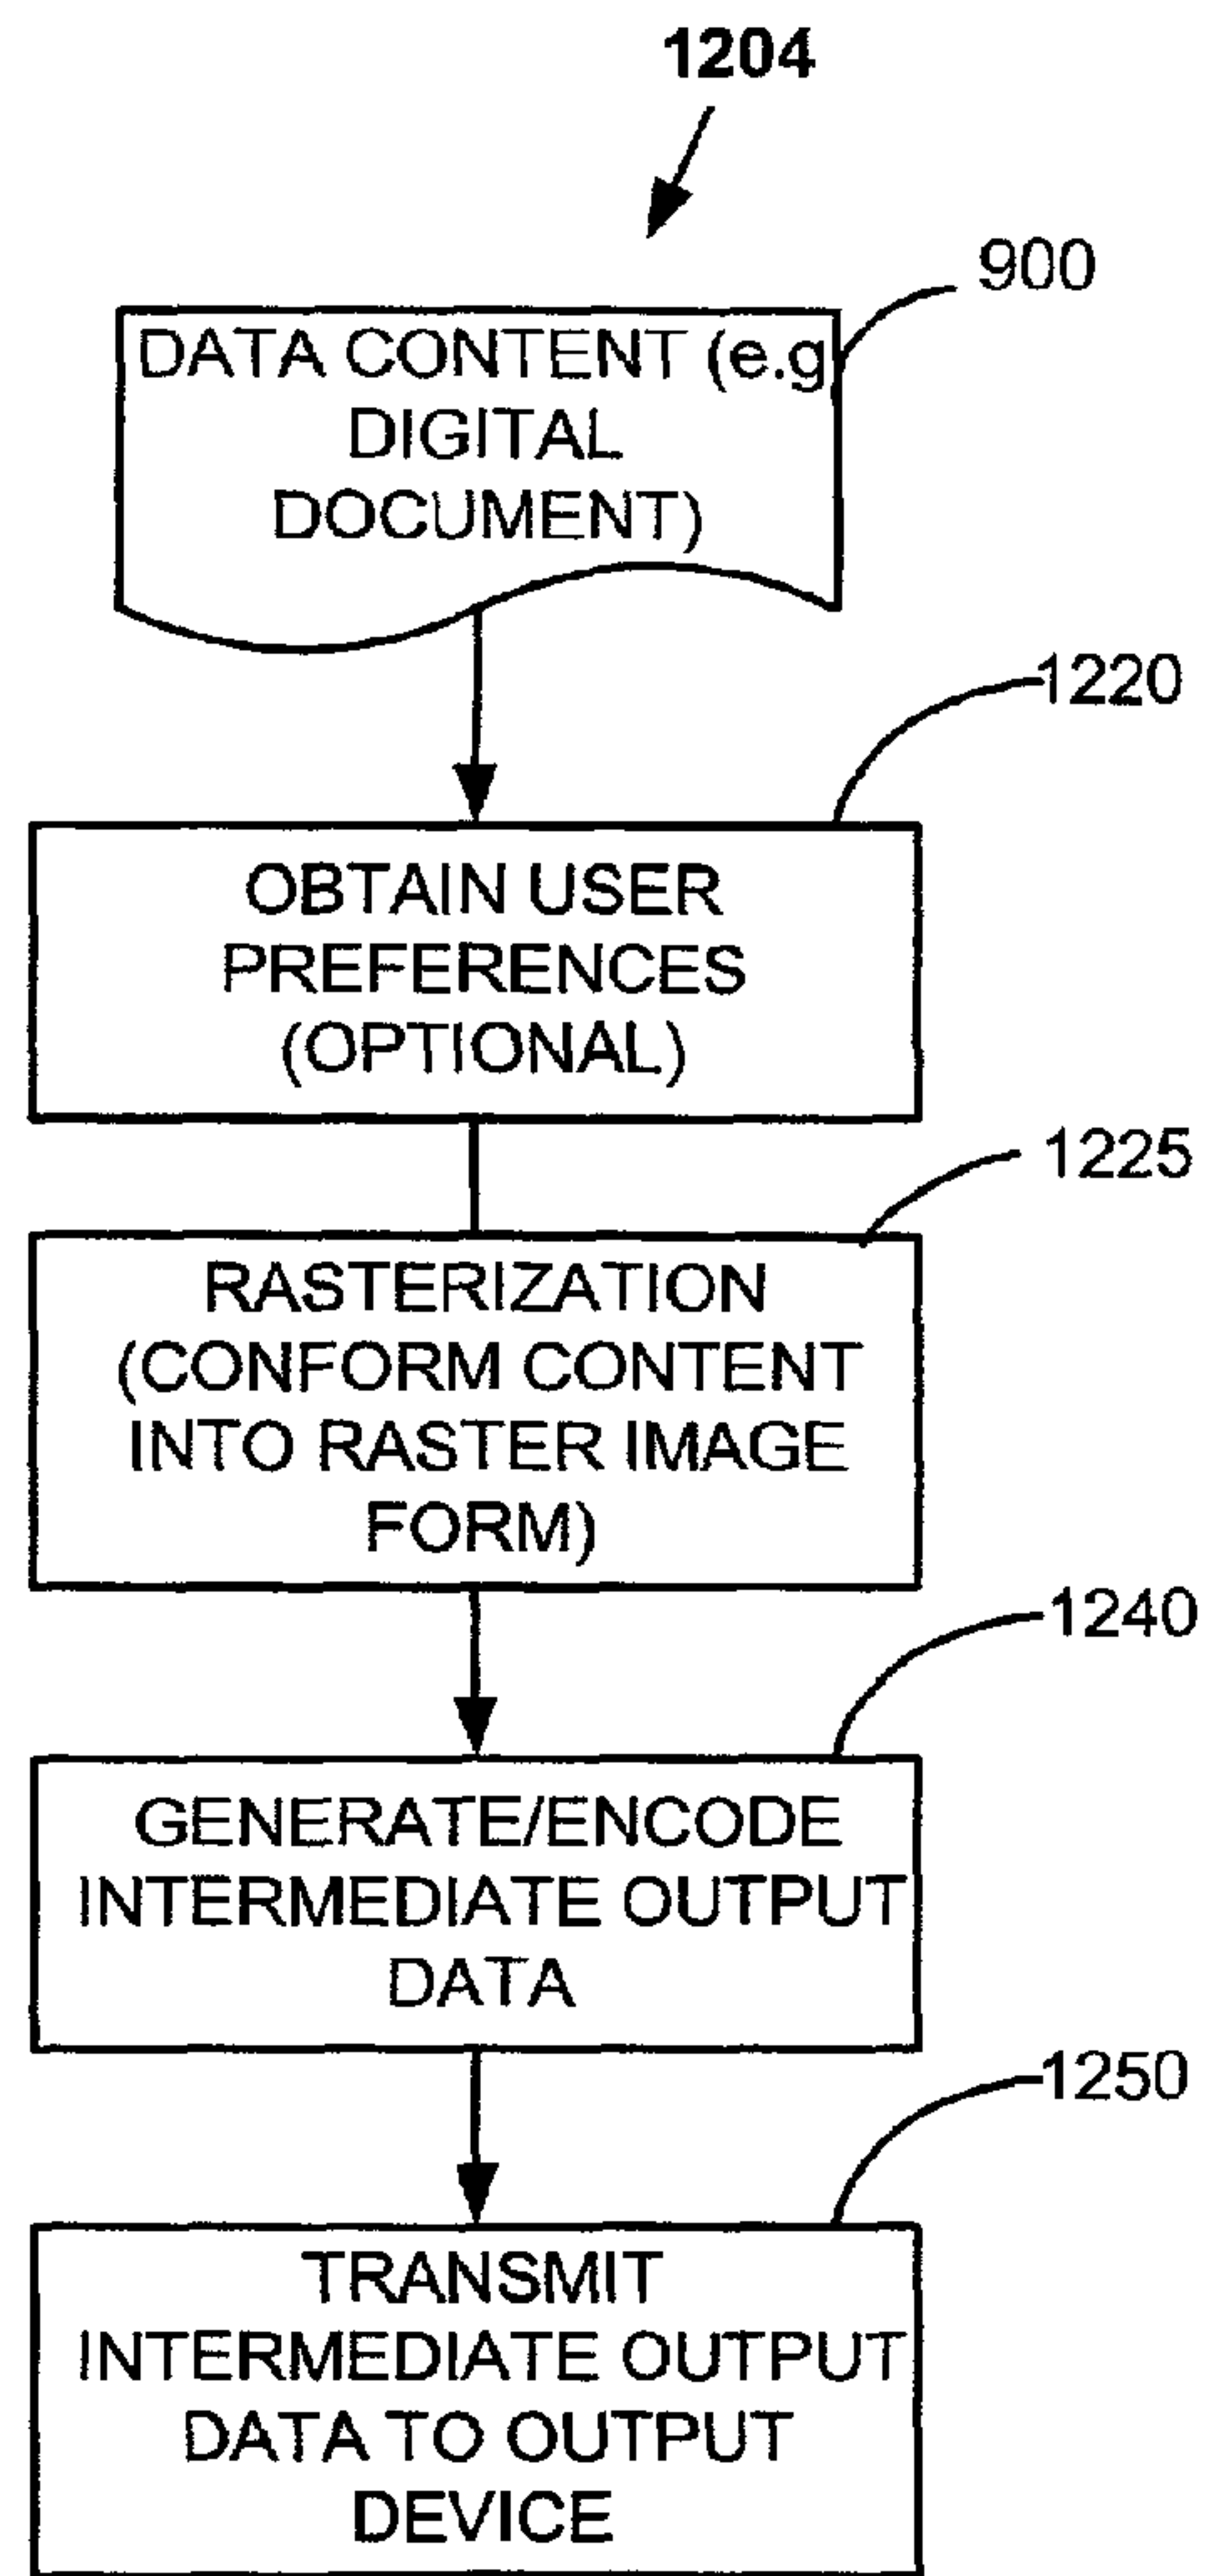 1204
900
DATA CONTENT (e.g
DIGITAL
DOCUMENT)
1220
OBTAIN USER
PREFERENCES
(OPTIONAL)
1225
RASTERIZATION
(CONFORM CONTENT
INTO RASTER IMAGE
FORM)
1240
GENERATE/ENCODE
INTERMEDIATE OUTPUT
DATA
1250
TRANSMIT
INTERMEDIATE OUTPUT
DATA TO OUTPUT
DEVICE